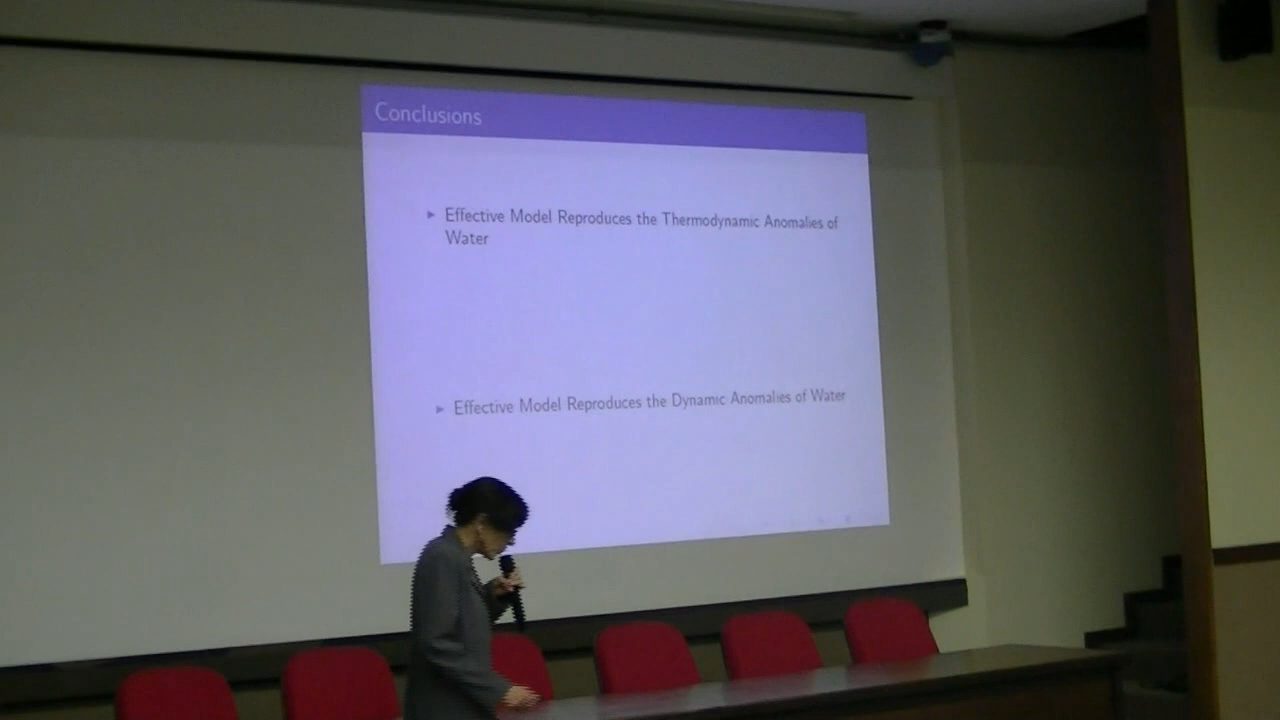 Conclusions
▶ Effective Model Reproduces the Thermodynamic Anomalies of
Water
▶ Effective Model Reproduces the Dynamic Anomalies of Water